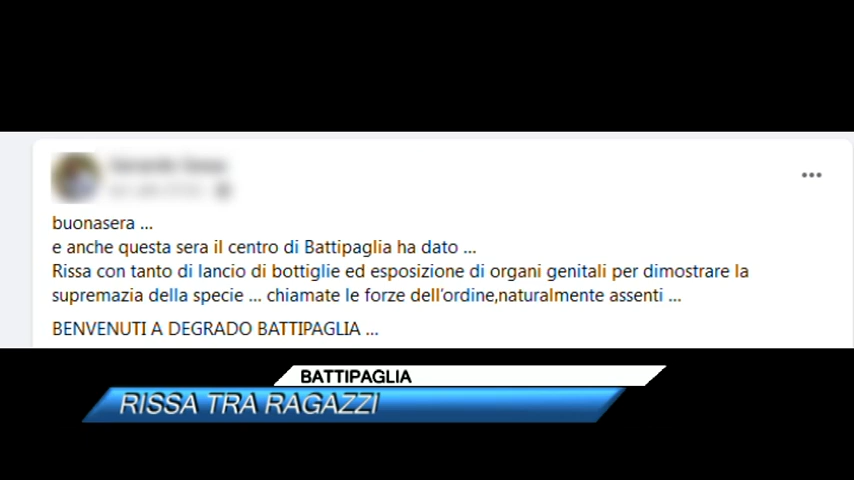 buonasera ...
e anche questa sera il centro di Battipaglia ha dato ...
Rissa con tanto di lancio di bottiglie ed esposizione di organi genitali per dimostrare la
supremazia della specie ... chiamate le forze dell'ordine,naturalmente assenti ...
BENVENUTI A DEGRADO BATTIPAGLIA ...
BATTIPAGLIA
RISSA TRA RAGAZZI